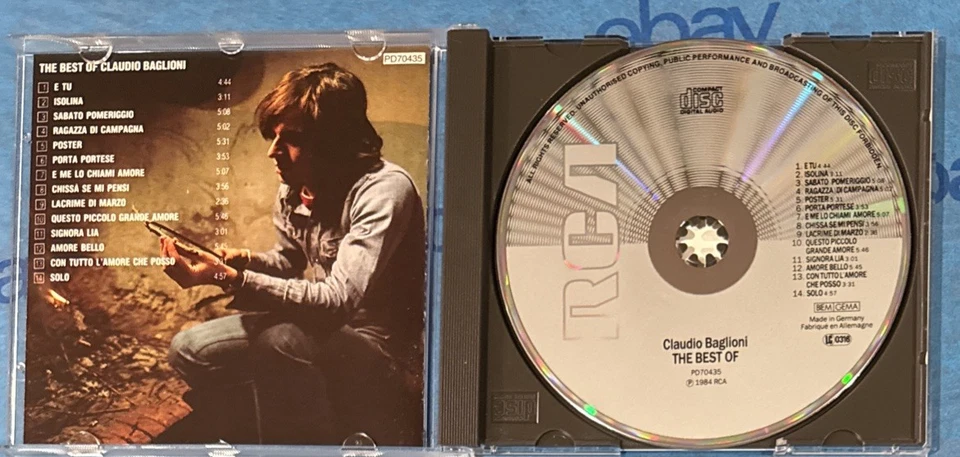 ebay
PD70435
THE BEST OF CLAUDIO BAGLIONI
1 E TU 4:44
2 ISOLINA 3:11
3 SABATO POMERIGGIO 5:08
4 RAGAZZA DI CAMPAGNA 5:02
5 POSTER 5:31
6 PORTA PORTESE 3:53
7 E ME LO CHIAMI AMORE 5:07
8 CHISSÀ SE MI PENSI 3:56
9 LACRIME DI MARZO 2:36
10 QUESTO PICCOLO GRANDE AMORE 5:46
11 SIGNORA LIA 3:01
12 AMORE BELLO 5:45
13 CON TUTTO L'AMORE CHE POSSO 3:31
14 SOLO 4:57
ALL RIGHTS RESERVED. UNAUTHORISED COPYING, PUBLIC PERFORMANCE AND BROADCASTING OF THIS DISC FORBIDDEN
COMPACT
disc
DIGITAL AUDIO
RCA
1. E TU 4:44
2. ISOLINA 3:11
3. SABATO POMERIGGIO 5:08
4. RAGAZZA DI CAMPAGNA 5:02
5. POSTER 5:31
6. PORTA PORTESE 3:53
7. E ME LO CHIAMI AMORE 5:07
8. CHISSÀ SE MI PENSI 3:56
9. LACRIME DI MARZO 2:36
10. QUESTO PICCOLO
GRANDE AMORE 5:46
11. SIGNORA LIA 3:01
12. AMORE BELLO 5:45
13. CON TUTTO L'AMORE
CHE POSSO 3:31
14. SOLO 4:57
BIEM GEMA
Made in Germany
Fabriqué en Allemagne
LC 0316
Claudio Baglioni
THE BEST OF
PD70435
℗ 1984 RCA
disc
disc